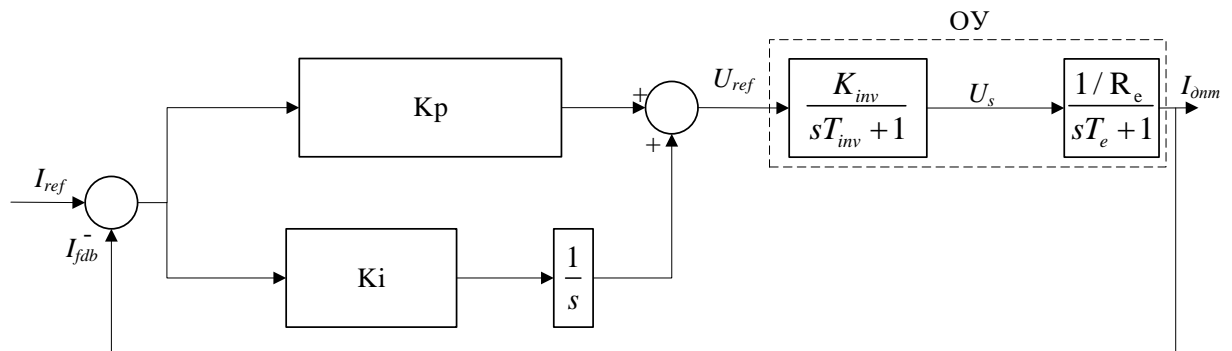 ОУ
Kp
+
+
U_ref
K_inv
sT_inv + 1
U_s
1 / R_e
sT_e + 1
I_дпт
I_ref
-
I_fdb
Ki
1
s